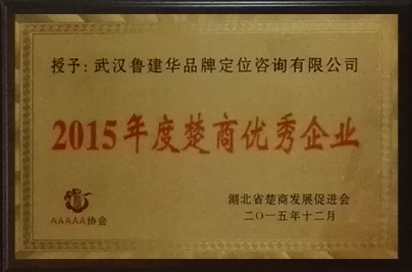 授予:武汉鲁建华品牌定位咨询有限公司
2015年度楚商优秀企业
AAAAA协会
湖北省楚商发展促进会
二〇一五年十二月